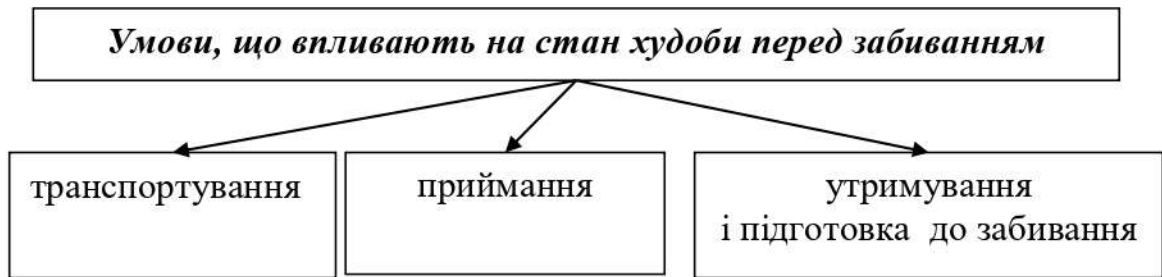 Умови, що впливають на стан худоби перед забиванням
транспортування
приймання
утримування
і підготовка до забивання